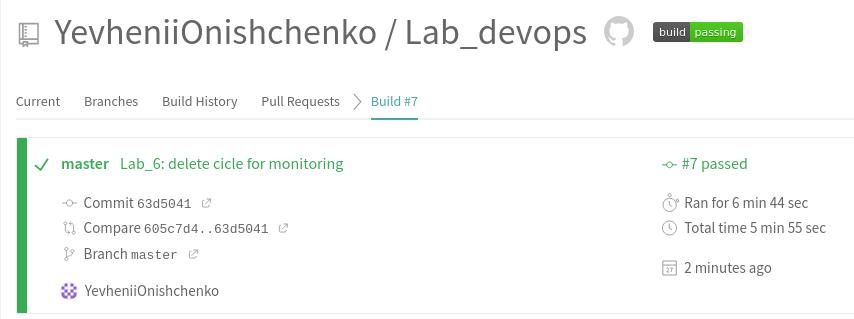 YevheniiOnishchenko / Lab_devops
build passing
Current Branches Build History Pull Requests Build #7
master Lab_6: delete cicle for monitoring
#7 passed
Commit 63d5041
Ran for 6 min 44 sec
Compare 605c7d4..63d5041
Total time 5 min 55 sec
Branch master
27
2 minutes ago
YevheniiOnishchenko